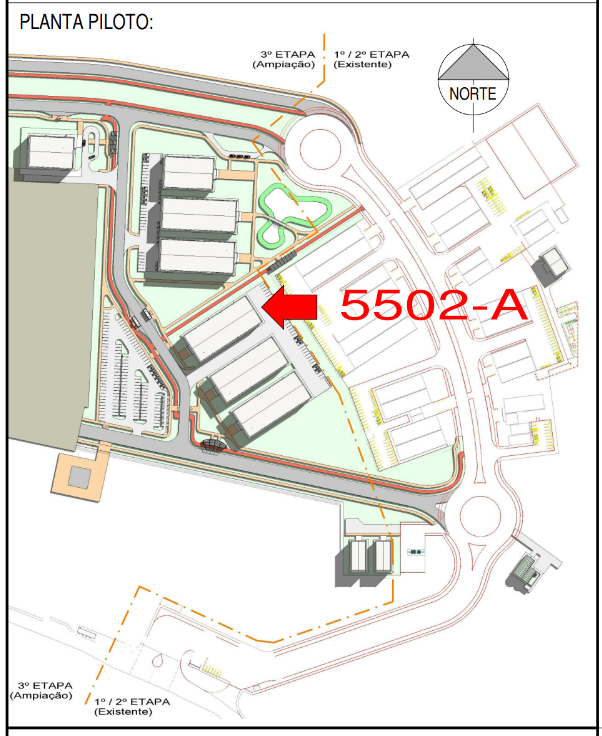 PLANTA PILOTO:
3º ETAPA
(Ampiação)
1º / 2º ETAPA
(Existente)
NORTE
5502-A
3º ETAPA
(Ampiação)
1º / 2º ETAPA
(Existente)